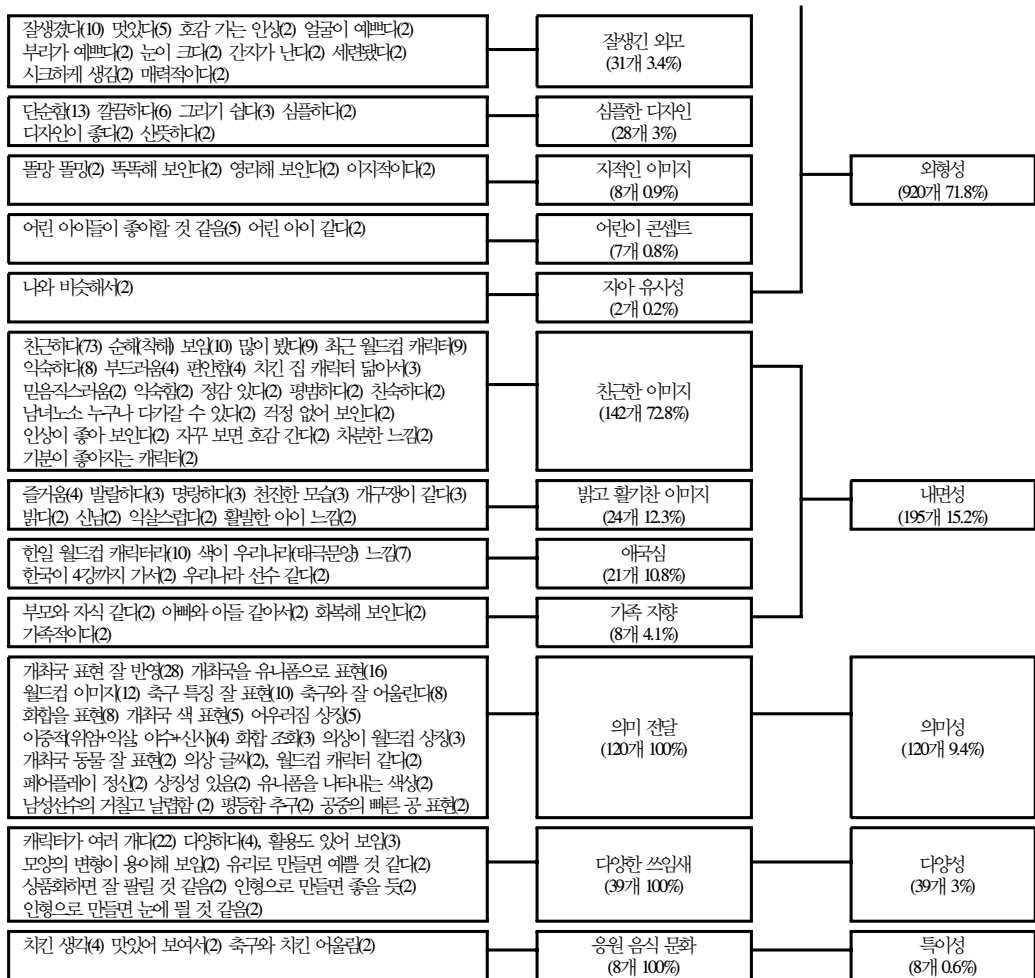 잘생겼다(10) 멋있다(5) 호감 가는 인상(2) 얼굴이 예쁘다(2)
부리가 예쁘다(2) 눈이 크다(2) 간지가 난다(2) 세련됐다(2)
시크하게 생김(2) 매력적이다(2)
잘생긴 외모
(31개 3.4%)
단순함(13) 깔끔하다(6) 그리기 쉽다(3) 심플하다(2)
디자인이 좋다(2) 산뜻하다(2)
심플한 디자인
(28개 3%)
똘망 똘망(2) 똑똑해 보인다(2) 영리해 보인다(2) 이지적이다(2)
지적인 이미지
(8개 0.9%)
외형성
(920개 71.8%)
어린 아이들이 좋아할 것 같음(5) 어린 아이 같다(2)
어린이 콘셉트
(7개 0.8%)
나와 비슷해서(2)
자아 유사성
(2개 0.2%)
친근하다(73) 순해(착해) 보임(10) 많이 봤다(9) 최근 월드컵 캐릭터(9)
익숙하다(8) 부드러움(4) 편안함(4) 치킨 집 캐릭터 닮아서(3)
믿음직스러움(2) 익숙함(2) 정감 있다(2) 평범하다(2) 친숙하다(2)
남녀노소 누구나 다가갈 수 있다(2) 걱정 없어 보인다(2)
인상이 좋아 보인다(2) 자꾸 보면 호감 간다(2) 차분한 느낌(2)
기분이 좋아지는 캐릭터(2)
친근한 이미지
(142개 72.8%)
즐거움(4) 발랄하다(3) 명랑하다(3) 천진한 모습(3) 개구쟁이 같다(3)
밝다(2) 신남(2) 익살스럽다(2) 활발한 아이 느낌(2)
밝고 활기찬 이미지
(24개 12.3%)
내면성
(195개 15.2%)
한일 월드컵 캐릭터라(10) 색이 우리나라(태극문양) 느낌(7)
한국이 4강까지 가서(2) 우리나라 선수 같다(2)
애국심
(21개 10.8%)
부모와 자식 같다(2) 아빠와 아들 같아서(2) 화목해 보인다(2)
가족적이다(2)
가족 지향
(8개 4.1%)
개최국 표현 잘 반영(28) 개최국을 유니폼으로 표현(16)
월드컵 이미지(12) 축구 특징 잘 표현(10) 축구와 잘 어울린다(8)
화합을 표현(8) 개최국 색 표현(5) 어우러짐 상징(5)
이중적(위엄+익살, 야수+신사)(4) 화합 조화(3) 의상이 월드컵 상징(3)
개최국 동물 잘 표현(2) 의상 글씨(2), 월드컵 캐릭터 같다(2)
페어플레이 정신(2) 상징성 있음(2) 유니폼을 나타내는 색상(2)
남성선수의 거칠고 날렵함 (2) 평등함 추구(2) 공중의 빠른 공 표현(2)
의미 전달
(120개 100%)
의미성
(120개 9.4%)
캐릭터가 여러 개다(22) 다양하다(4), 활용도 있어 보임(3)
모양의 변형이 용이해 보임(2) 유리로 만들면 예쁠 것 같다(2)
상품화하면 잘 팔릴 것 같음(2) 인형으로 만들면 좋을 듯(2)
인형으로 만들면 눈에 띌 것 같음(2)
다양한 쓰임새
(39개 100%)
다양성
(39개 3%)
치킨 생각(4) 맛있어 보여서(2) 축구와 치킨 어울림(2)
응원 음식 문화
(8개 100%)
특이성
(8개 0.6%)